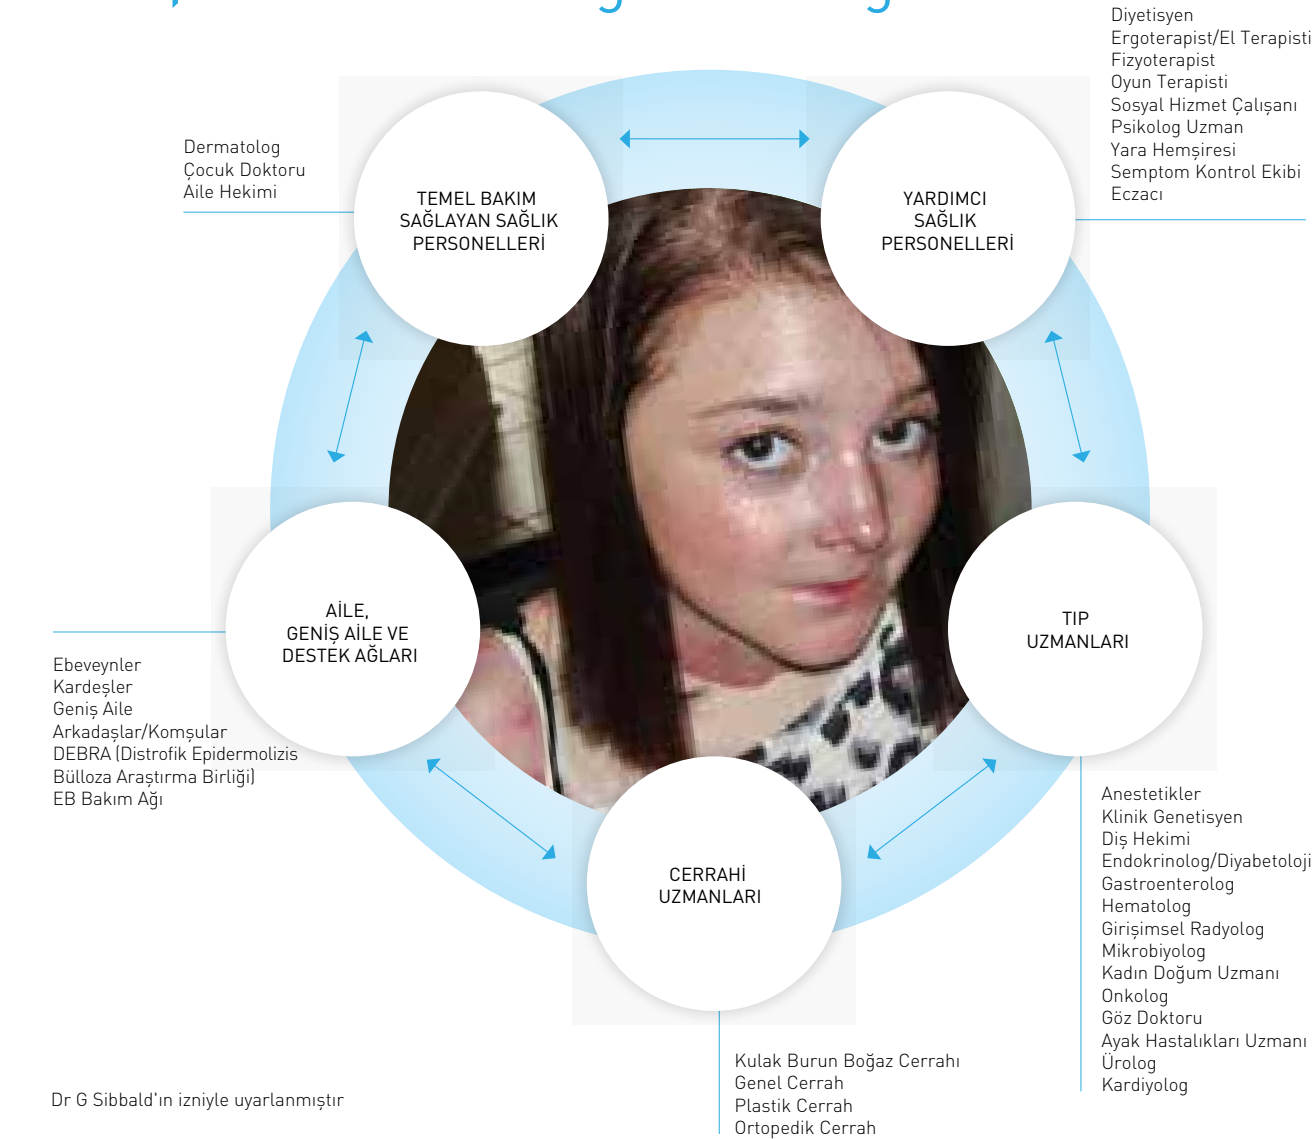 Diyetisyen
Ergoterapist/El Terapisti
Fizyoterapist
Oyun Terapisti
Sosyal Hizmet Çalışanı
Psikolog Uzman
Yara Hemşiresi
Semptom Kontrol Ekibi
Eczacı
Dermatolog
Çocuk Doktoru
Aile Hekimi
TEMEL BAKIM
SAĞLAYAN SAĞLIK
PERSONELLERİ
YARDIMCI
SAĞLIK
PERSONELLERİ
AİLE,
GENİŞ AİLE VE
DESTEK AĞLARI
TIP
UZMANLARI
Ebeveynler
Kardeşler
Geniş Aile
Arkadaşlar/Komşular
DEBRA (Distrofik Epidermolizis
Bülloza Araştırma Birliği)
EB Bakım Ağı
CERRAHİ
UZMANLARI
Anestetikler
Klinik Genetisyen
Diş Hekimi
Endokrinolog/Diyabetoloji
Gastroenterolog
Hematolog
Girişimsel Radyolog
Mikrobiyolog
Kadın Doğum Uzmanı
Onkolog
Göz Doktoru
Ayak Hastalıkları Uzmanı
Ürolog
Kardiyolog
Kulak Burun Boğaz Cerrahı
Genel Cerrah
Plastik Cerrah
Ortopedik Cerrah
Dr G Sibbald'ın izniyle uyarlanmıştır